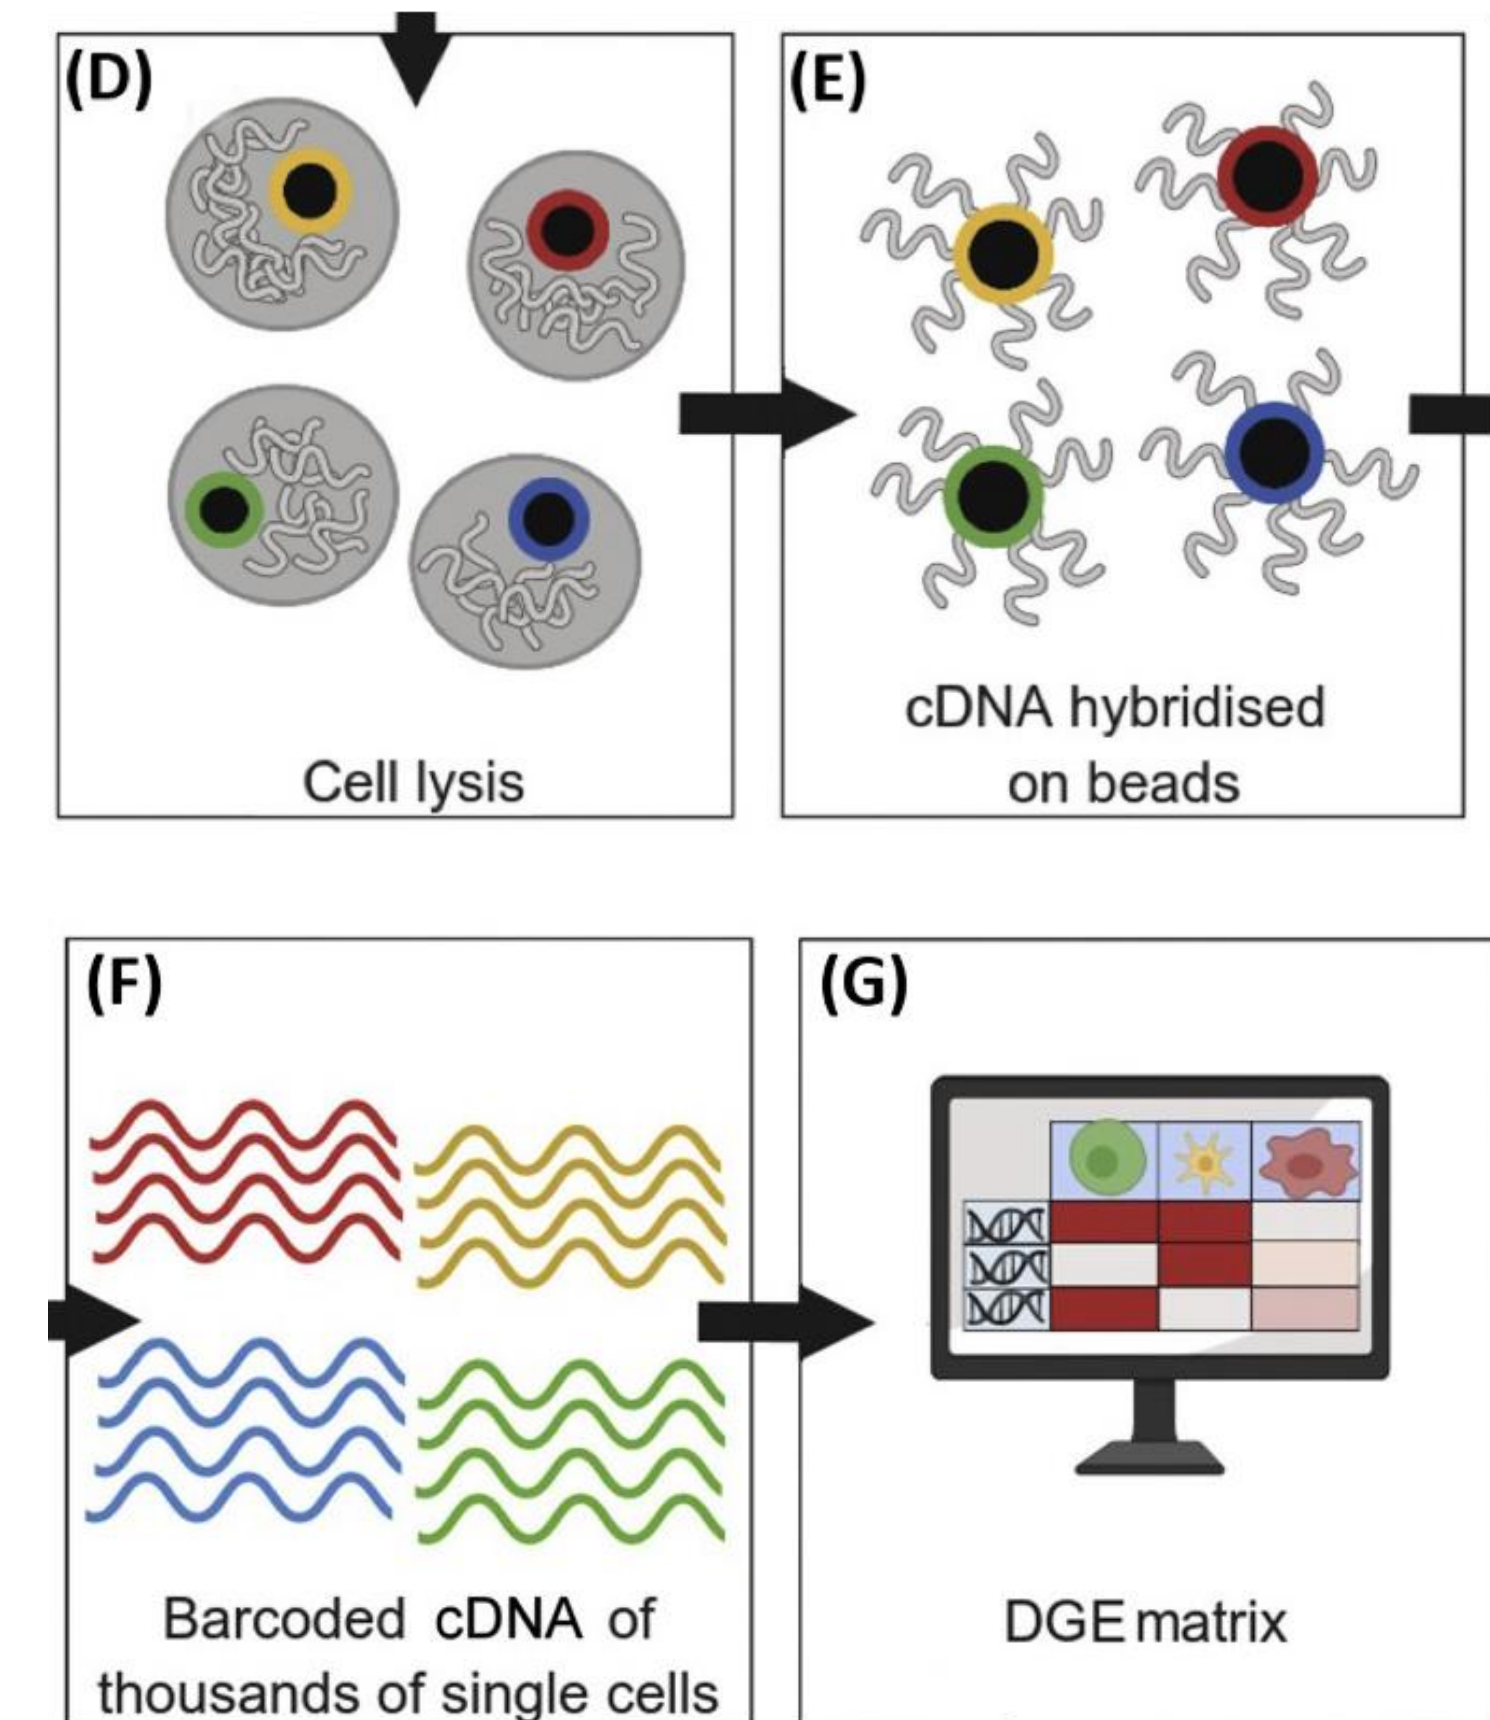 (D)
Cell lysis
(E)
cDNA hybridised
on beads
(F)
Barcoded cDNA of
thousands of single cells
(G)
DGE matrix